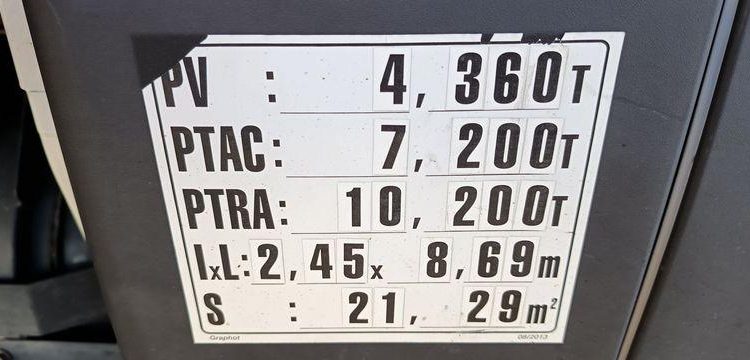 PV : 4,360T
PTAC: 7,200T
PTRA: 10,200T
lxL: 2,45x 8,69m
S : 21,29m²
Graphot 08/2013